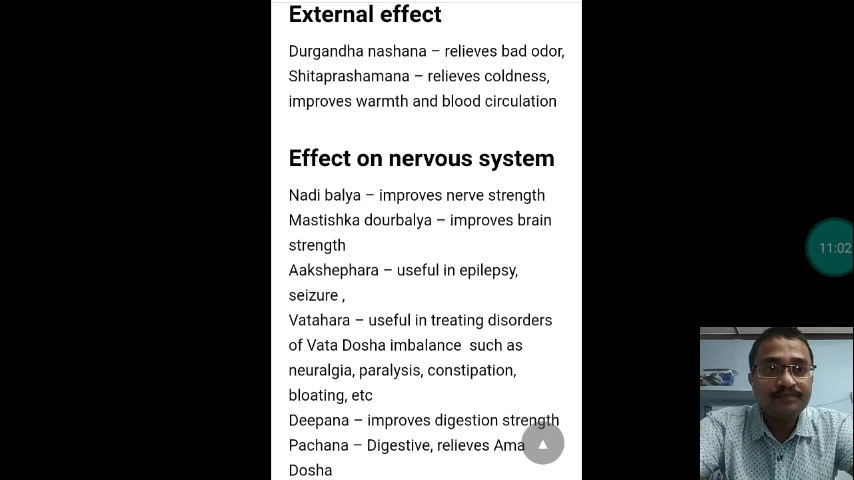 External effect
Durgandha nashana – relieves bad odor,
Shitaprashamana – relieves coldness,
improves warmth and blood circulation
Effect on nervous system
Nadi balya – improves nerve strength
Mastishka dourbalya – improves brain
strength
Aakshephara – useful in epilepsy,
seizure ,
Vatahara – useful in treating disorders
of Vata Dosha imbalance  such as
neuralgia, paralysis, constipation,
bloating, etc
Deepana – improves digestion strength
Pachana – Digestive, relieves Ama
Dosha
11:02